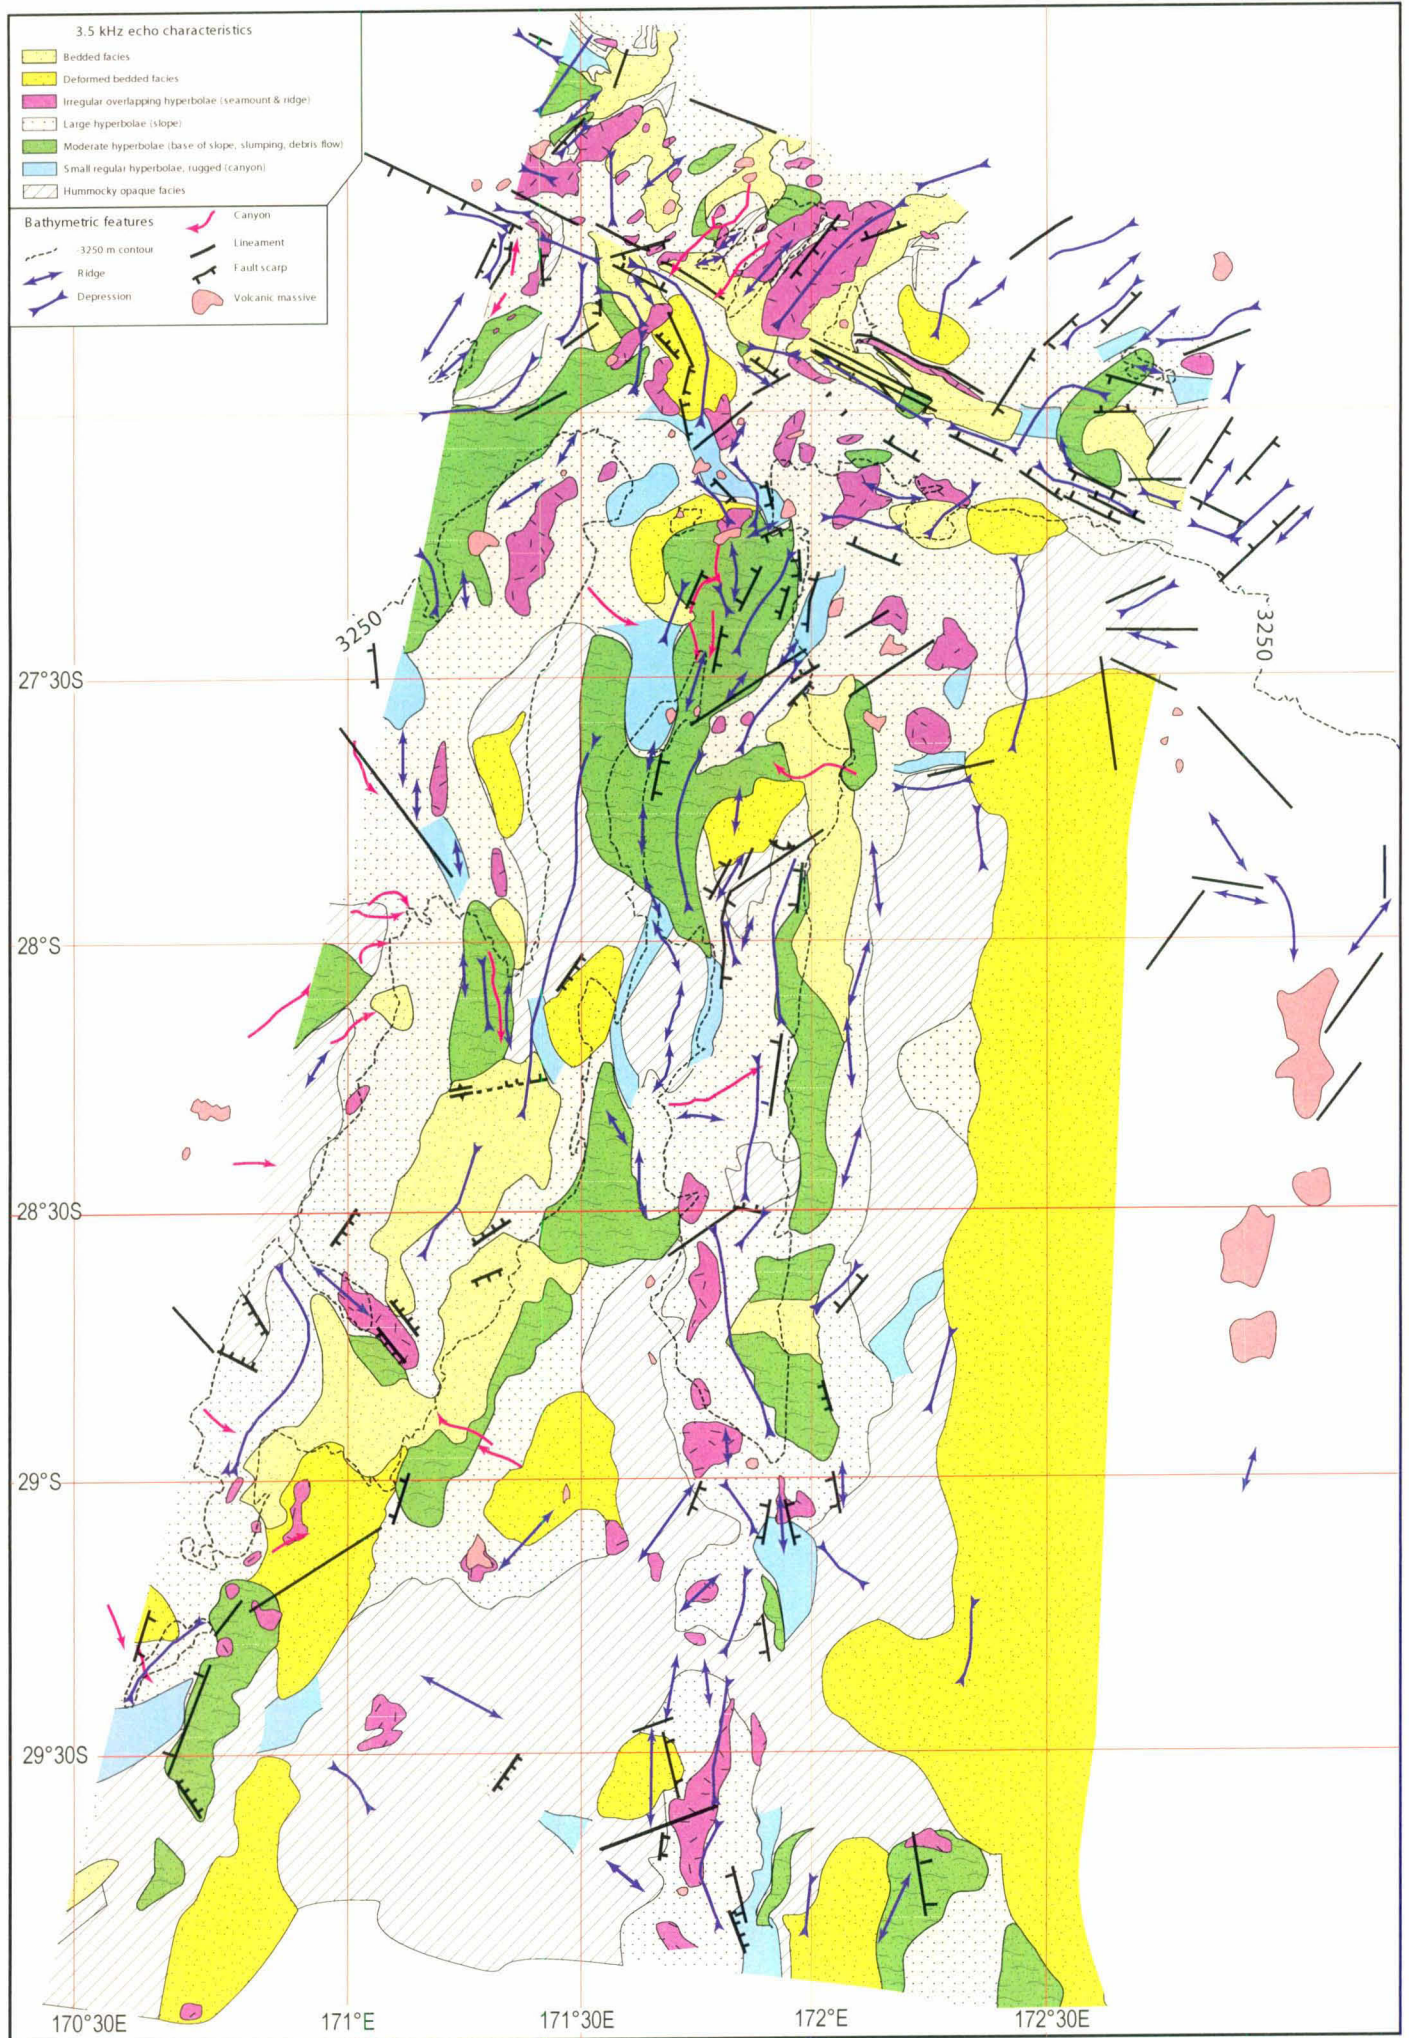 3.5 kHz echo characteristics
Bedded facies
Deformed bedded facies
Irregular overlapping hyperbolae (seamount & ridge)
Large hyperbolae (slope)
Moderate hyperbolae (base of slope, slumping, debris flow)
Small regular hyperbolae, rugged (canyon)
Hummocky opaque facies
Bathymetric features
-3250 m contour
Ridge
Depression
Canyon
Lineament
Fault scarp
Volcanic massive
3250
3250
27°30S
28°S
28°30S
29°S
29°30S
170°30E
171°E
171°30E
172°E
172°30E